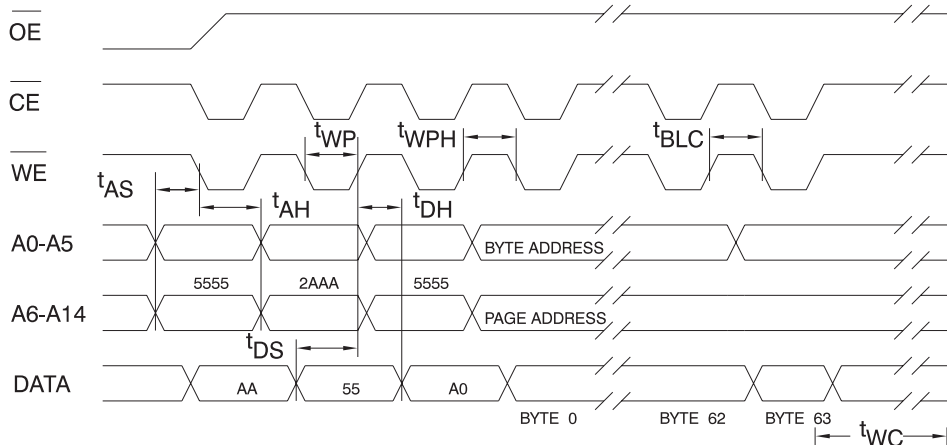 OE
CE
tWP
tWPH
tBLC
WE
tAS
tAH
tDH
A0-A5
BYTE ADDRESS
5555
2AAA
5555
A6-A14
PAGE ADDRESS
tDS
DATA
AA
55
A0
BYTE 0
BYTE 62
BYTE 63
tWC